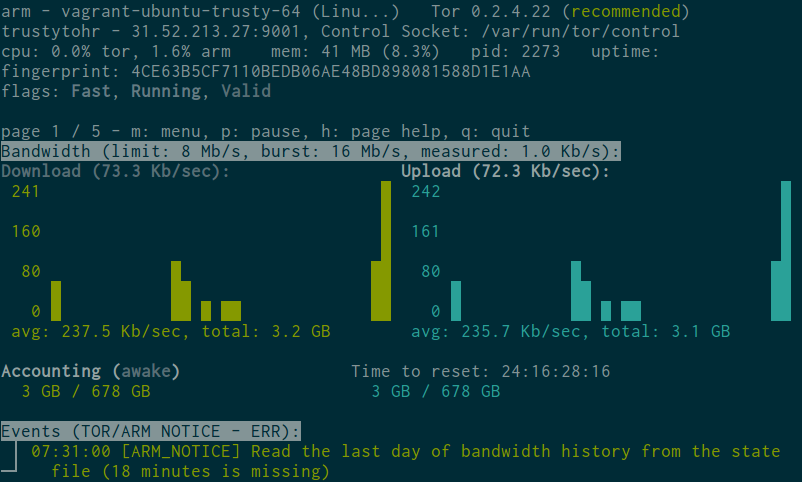 arm - vagrant-ubuntu-trusty-64 (Linu...)   Tor 0.2.4.22 (recommended)
trustytohr - 31.52.213.27:9001, Control Socket: /var/run/tor/control
cpu: 0.0% tor, 1.6% arm    mem: 41 MB (8.3%)   pid: 2273   uptime:
fingerprint: 4CE63B5CF7110BEDB06AE48BD898081588D1E1AA
flags: Fast, Running, Valid
page 1 / 5 - m: menu, p: pause, h: page help, q: quit
Bandwidth (limit: 8 Mb/s, burst: 16 Mb/s, measured: 1.0 Kb/s):
Download (73.3 Kb/sec):                 Upload (72.3 Kb/sec):
241                                     242
160                                     161
80                                      80
0                                       0
avg: 237.5 Kb/sec, total: 3.2 GB        avg: 235.7 Kb/sec, total: 3.1 GB
Accounting (awake)                 Time to reset: 24:16:28:16
3 GB / 678 GB                      3 GB / 678 GB
Events (TOR/ARM NOTICE - ERR):
07:31:00 [ARM_NOTICE] Read the last day of bandwidth history from the state
file (18 minutes is missing)